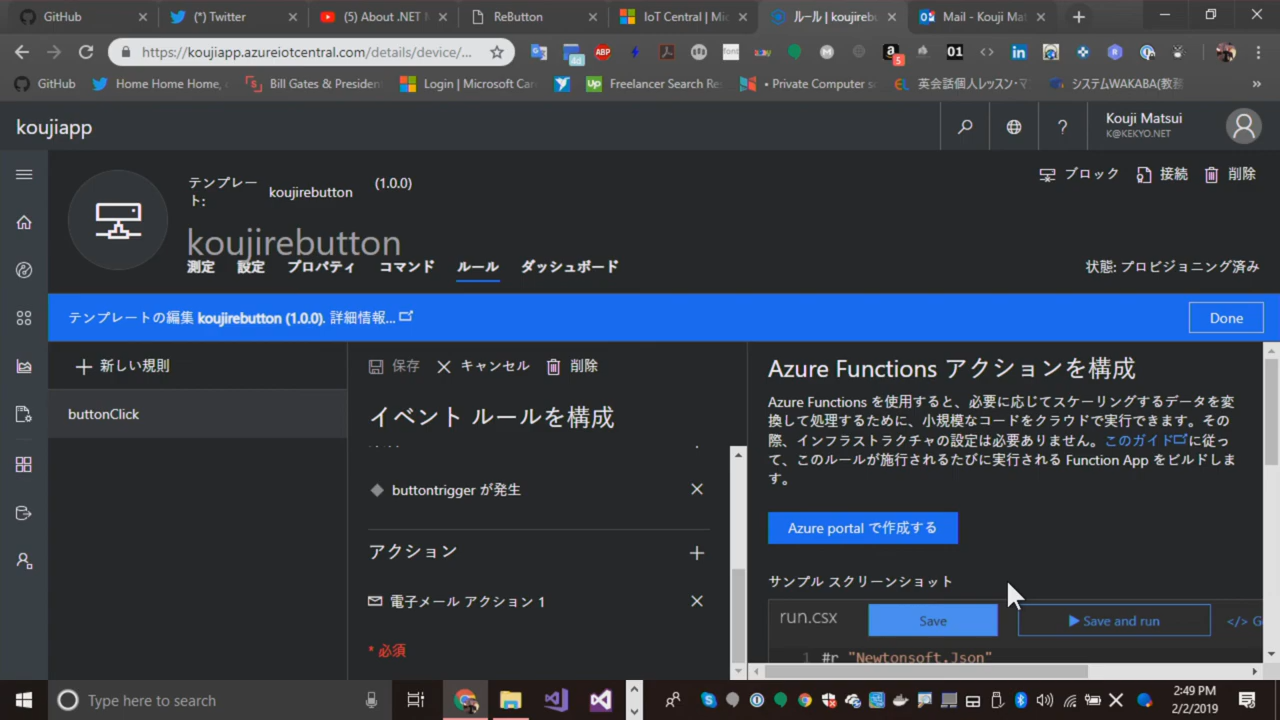 GitHub
(*) Twitter
(5) About .NET
ReButton
IoT Central | Mic
ルール | koujirebu
Mail - Kouji Mat
https://koujiapp.azureiotcentral.com/details/device/...
GitHub
Home Home Home,
Bill Gates & Presiden
Login | Microsoft Car
Freelancer Search Re
• Private Computer s
英会話個人レッスン・マ
システムWAKABA(教務
»
koujiapp
?
Kouji Matsui
K@KEKYO.NET
テンプレー
ト:
koujirebutton
(1.0.0)
ブロック
接続
削除
koujirebutton
測定
設定
プロパティ
コマンド
ルール
ダッシュボード
状態: プロビジョニング済み
テンプレートの編集 koujirebutton (1.0.0). 詳細情報...
Done
新しい規則
buttonClick
保存
キャンセル
削除
イベント ルールを構成
buttontrigger が発生
アクション
電子メール アクション 1
* 必須
Azure Functions アクションを構成
Azure Functions を使用すると、必要に応じてスケーリングするデータを変
換して処理するために、小規模なコードをクラウドで実行できます。その
際、インフラストラクチャの設定は必要ありません。このガイドに従っ
て、このルールが施行されるたびに実行される Function App をビルドしま
す。
Azure portal で作成する
サンプル スクリーンショット
run.csx
Save
Save and run
</> G
1 #r "Newtonsoft.Json"
Type here to search
2:49 PM
2/2/2019